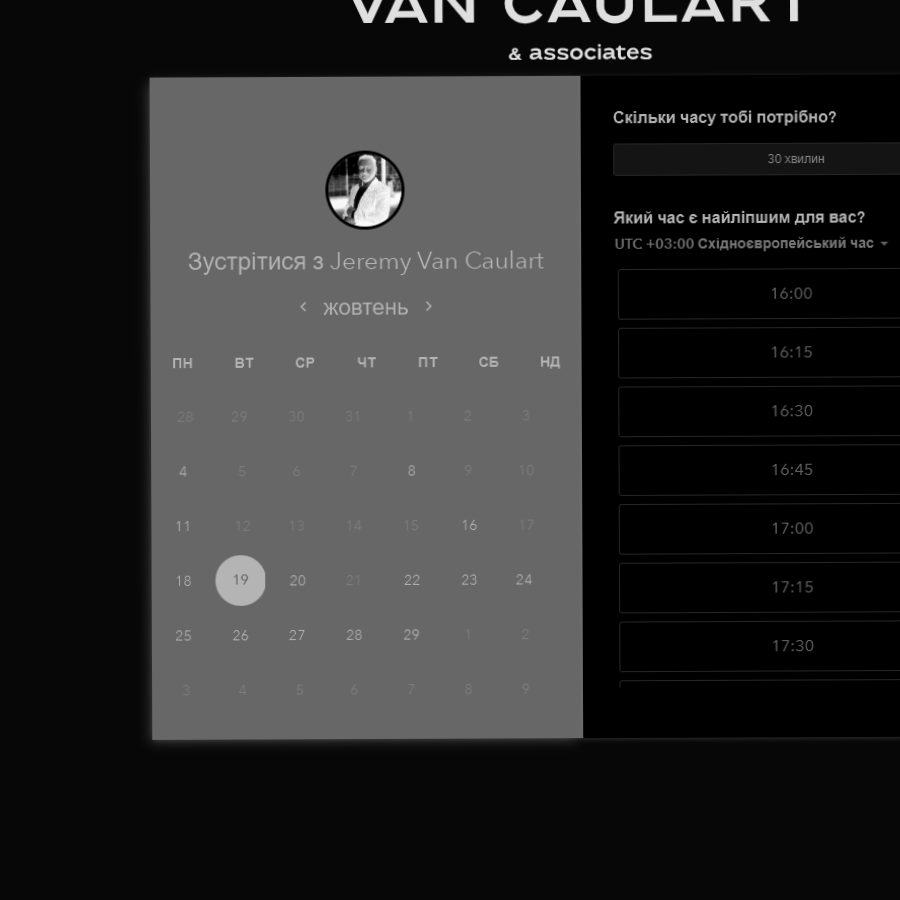 VAN CAULART
& associates
Зустрітися з Jeremy Van Caulart
жовтень
ПН ВТ СР ЧТ ПТ СБ НД
28 29 30 31 1 2 3
4 5 6 7 8 9 10
11 12 13 14 15 16 17
18 19 20 21 22 23 24
25 26 27 28 29 1 2
3 4 5 6 7 8 9
Скільки часу тобі потрібно?
30 хвилин
Який час є найліпшим для вас?
UTC +03:00 Східноєвропейський час
16:00
16:15
16:30
16:45
17:00
17:15
17:30